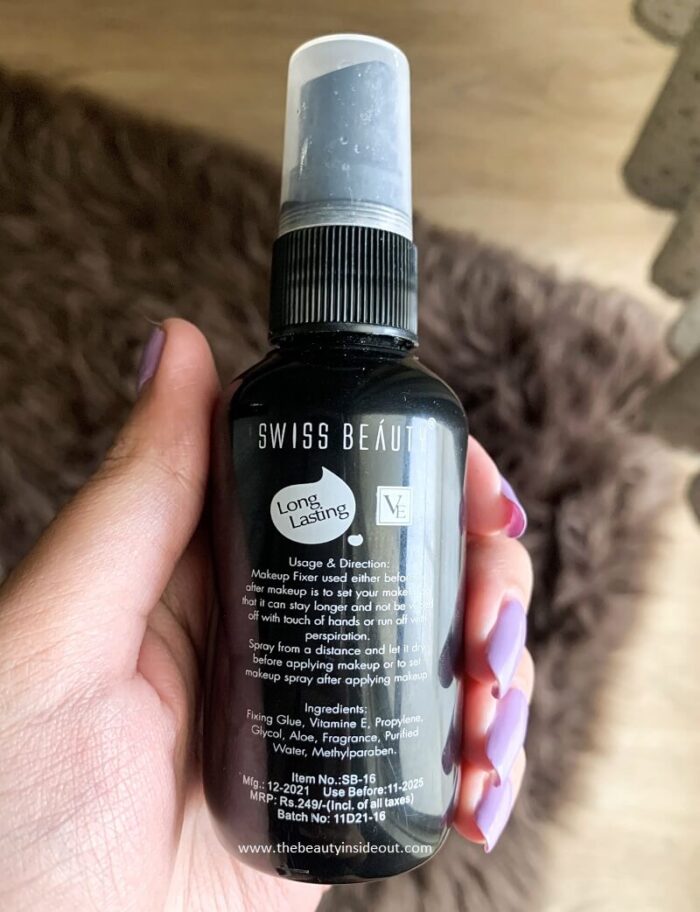 SWISS BEÁUTY
Long
Lasting
VE
Usage & Direction:
Makeup Fixer used either
after makeup is to set your
that it can stay longer and not be
off with touch of hands or run off with
perspiration.
Spray from a distance and let it dry
before applying makeup or to set
makeup spray after applying makeup
Ingredients:
Fixing Glue, Vitamine E, Propylene,
Glycol, Aloe, Fragrance, Purified
Water, Methylparaben.
Item No.:SB-16
Mfg.: 12-2021 Use Before:11-2025
MRP: Rs.249/-(Incl. of all taxes)
Batch No: 11D21-16
www.thebeautyinsideout.com